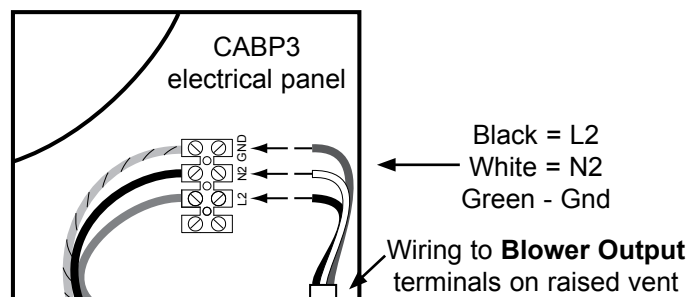 CABP3
electrical panel
GND
N2
L2
Black = L2
White = N2
Green - Gnd
Wiring to Blower Output
terminals on raised vent